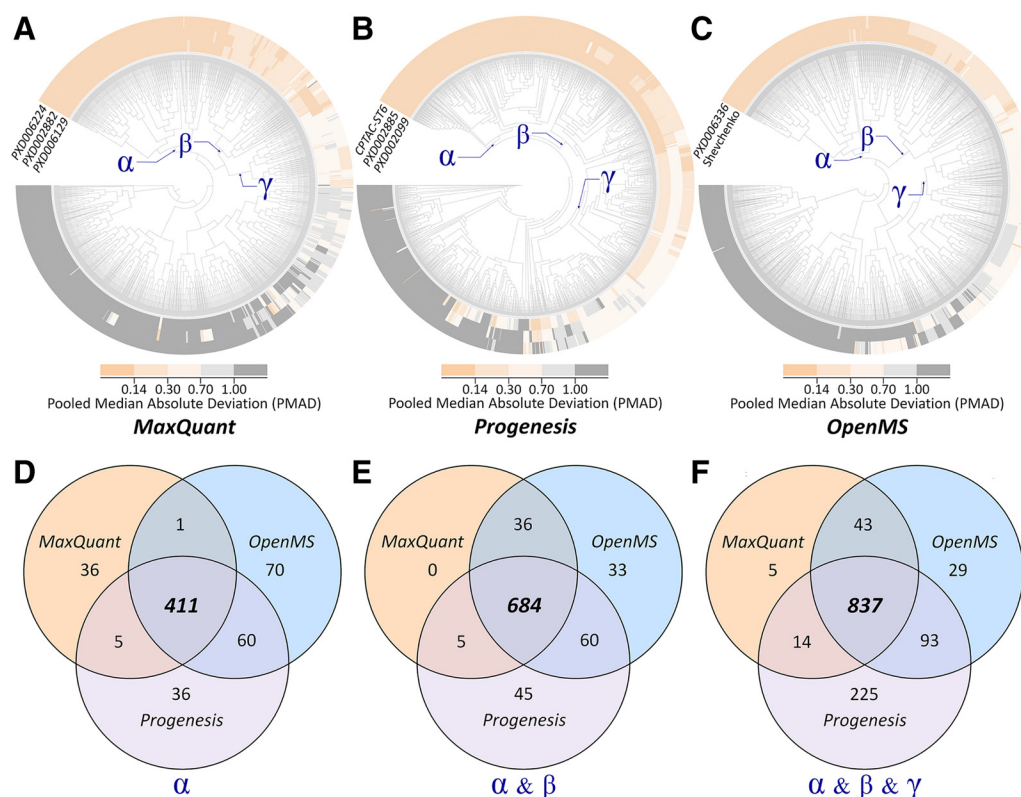 A
B
C
PXD006224
PXD002882
PXD006129
CPTAC-ST6
PXD002885
PXD002099
PXD006336
Shevchenko
α
β
γ
α
β
γ
α
β
γ
0.14 0.30 0.70 1.00
0.14 0.30 0.70 1.00
0.14 0.30 0.70 1.00
Pooled Median Absolute Deviation (PMAD)
Pooled Median Absolute Deviation (PMAD)
Pooled Median Absolute Deviation (PMAD)
MaxQuant
Progenesis
OpenMS
D
1
MaxQuant
OpenMS
36
70
411
5
60
36
Progenesis
α
E
36
MaxQuant
OpenMS
0
33
684
5
60
45
Progenesis
α & β
F
43
MaxQuant
OpenMS
5
29
837
14
93
225
Progenesis
α & β & γ